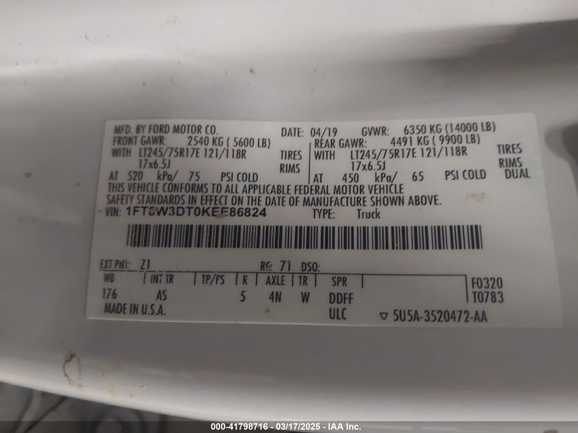 MFD. BY FORD MOTOR CO. DATE: 04/19 GVWR: 6350 KG (14000 LB)
FRONT GAWR: 2540 KG ( 5600 LB) REAR GAWR: 4491 KG ( 9900 LB)
WITH LT245/75R17E 121/118R TIRES WITH LT245/75R17E 121/118R TIRES
17x6.5J RIMS 17x6.5J RIMS
AT 520 kPa/ 75 PSI COLD AT 450 kPa/ 65 PSI COLD DUAL
THIS VEHICLE CONFORMS TO ALL APPLICABLE FEDERAL MOTOR VEHICLE
SAFETY STANDARDS IN EFFECT ON THE DATE OF MANUFACTURE SHOWN ABOVE.
VIN: 1FT8W3DT0KEE86824 TYPE: Truck
EXT PNT: Z1 RC: 71 DSO:
WB INT TR TP/PS R AXLE TR SPR F0320
176 AS 5 4N W DDFF T0783
MADE IN U.S.A. ULC ▽ 5U5A-3520472-AA
000-41798716 - 03/17/2025 - IAA Inc.